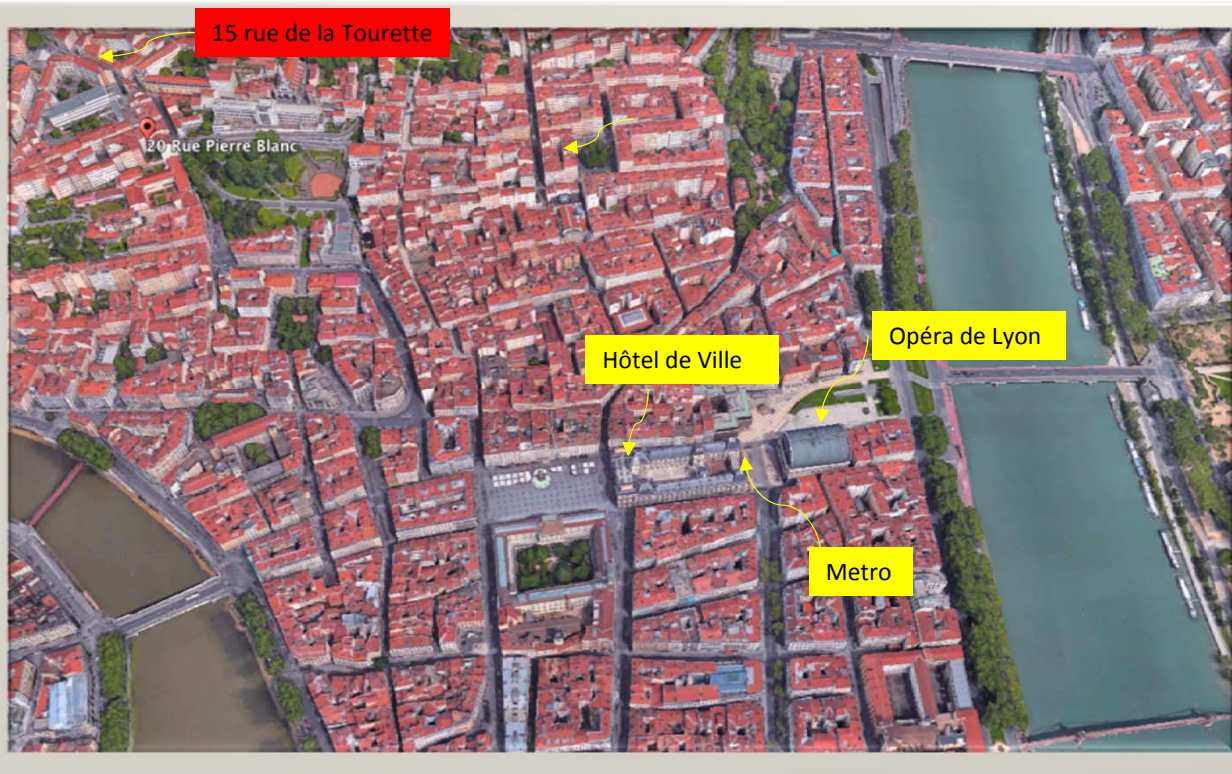 15 rue de la Tourette
20 Rue Pierre Blanc
Opéra de Lyon
Hôtel de Ville
Metro